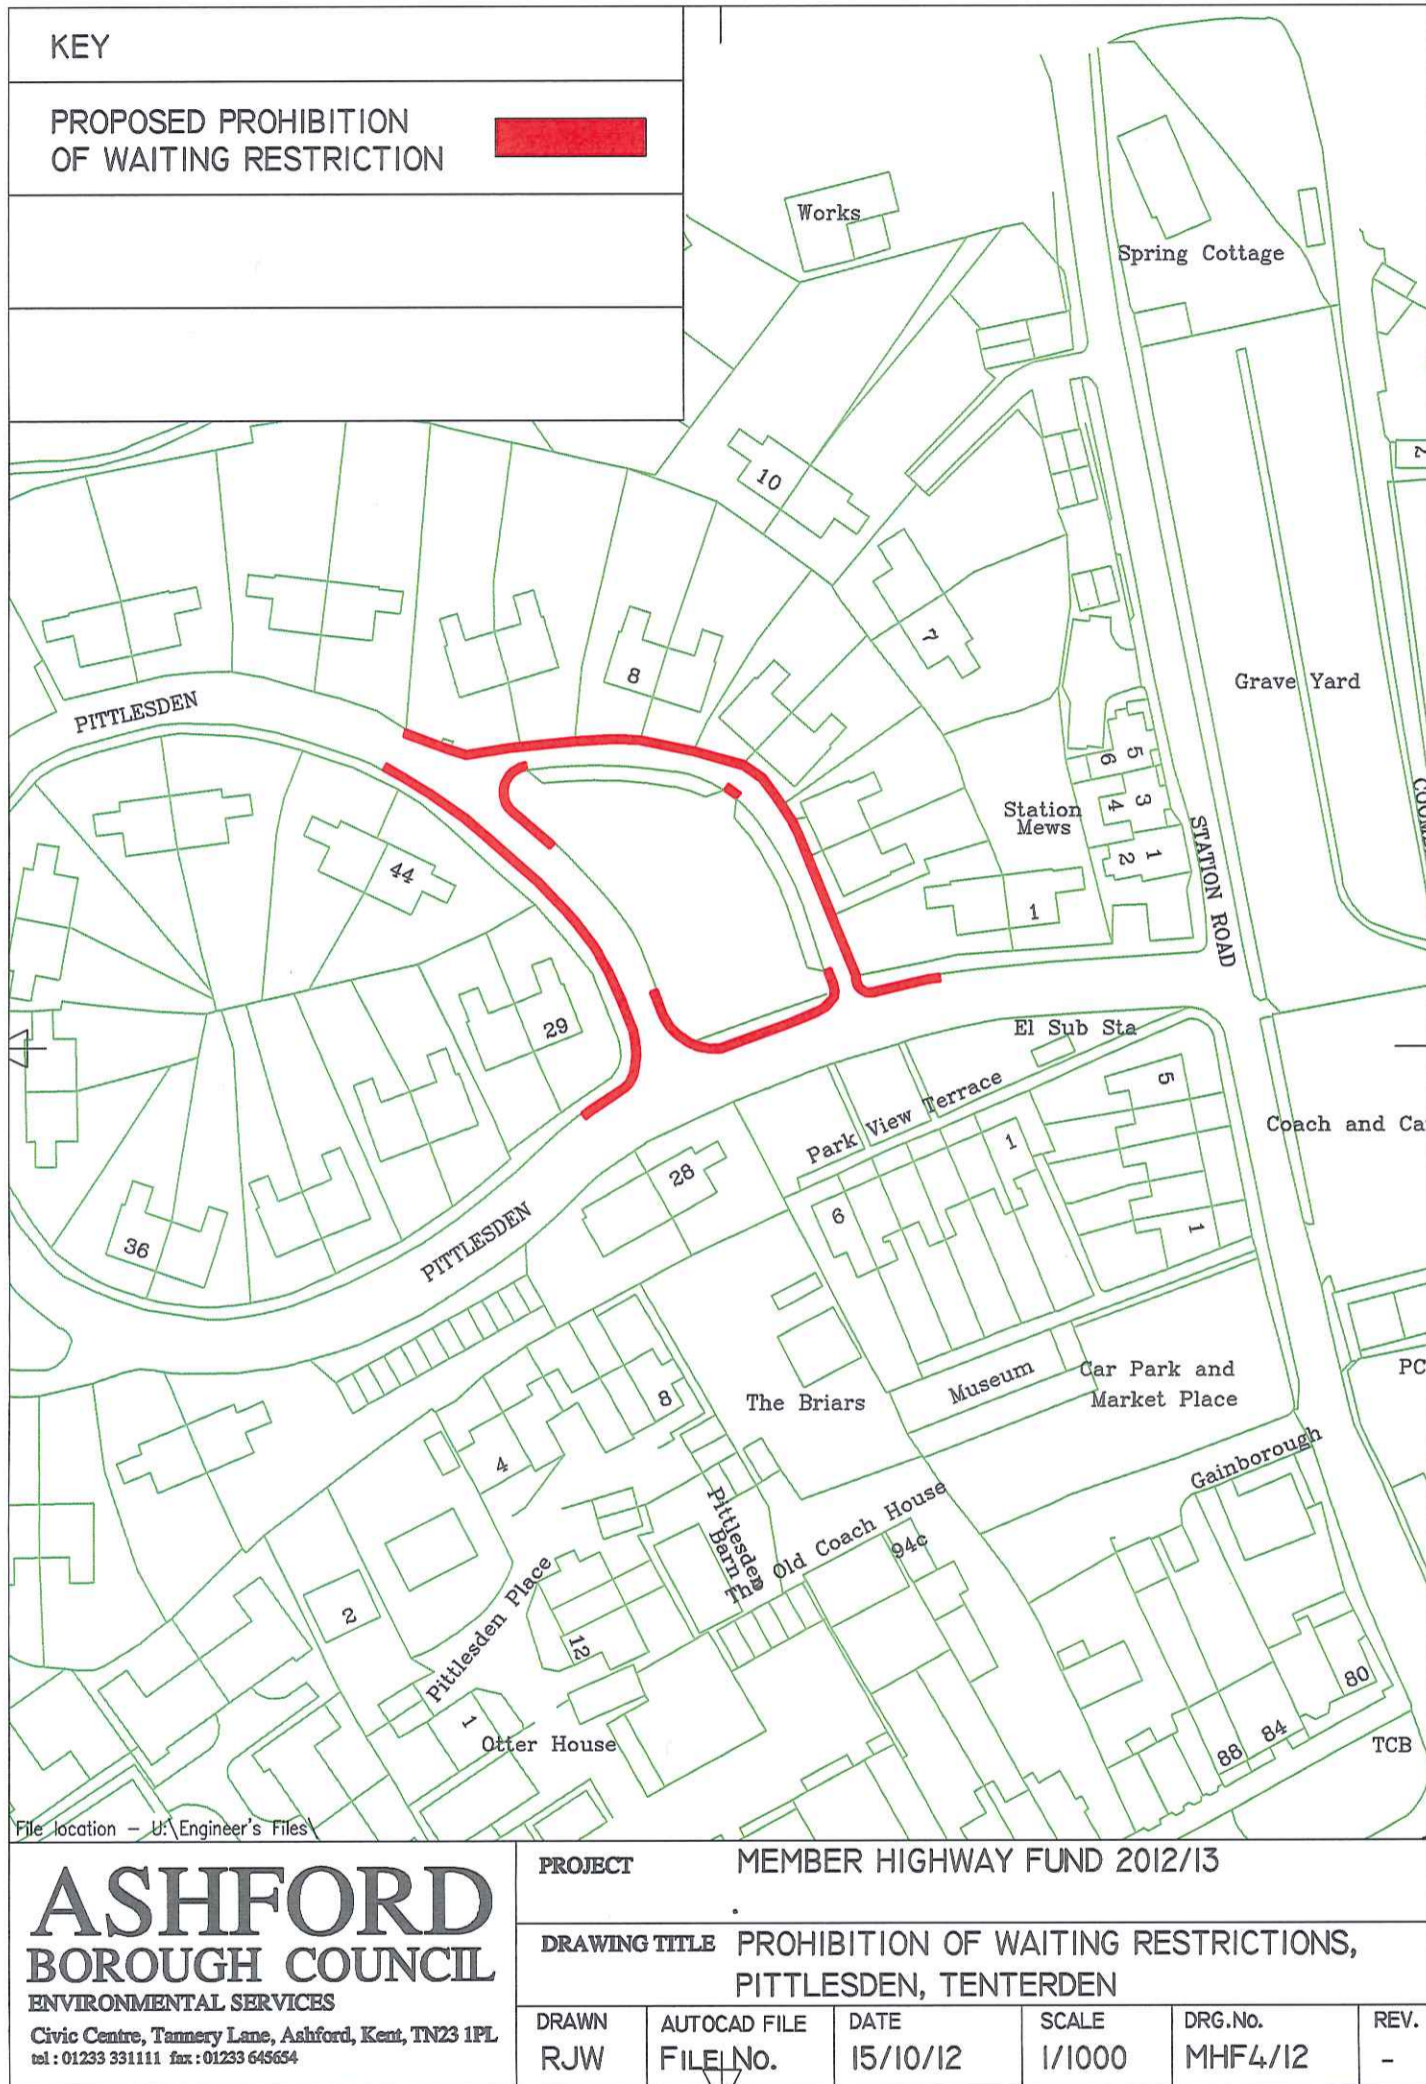 KEY
PROPOSED PROHIBITION
OF WAITING RESTRICTION
Works
Spring Cottage
10
7
8
Grave Yard
PITTLESDEN
5
6
3
4
1
2
Station
Mews
STATION ROAD
44
1
29
El Sub Sta
Park View Terrace
5
1
Coach and Ca
28
6
1
36
PITTLESDEN
Museum
Car Park and
Market Place
PC
The Briars
8
4
Gainborough
Pittlesden
Barn
The Old Coach House
94c
2
Pittlesden Place
12
1
Otter House
80
84
88
TCB
File location - U:\Engineer's Files\
ASHFORD
BOROUGH COUNCIL
ENVIRONMENTAL SERVICES
Civic Centre, Tannery Lane, Ashford, Kent, TN23 1PL
tel : 01233 331111 fax : 01233 645654
PROJECT MEMBER HIGHWAY FUND 2012/13
.
DRAWING TITLE PROHIBITION OF WAITING RESTRICTIONS,
PITTLESDEN, TENTERDEN
DRAWN AUTOCAD FILE DATE SCALE DRG.No. REV.
RJW FILE No. 15/10/12 1/1000 MHF4/12 -